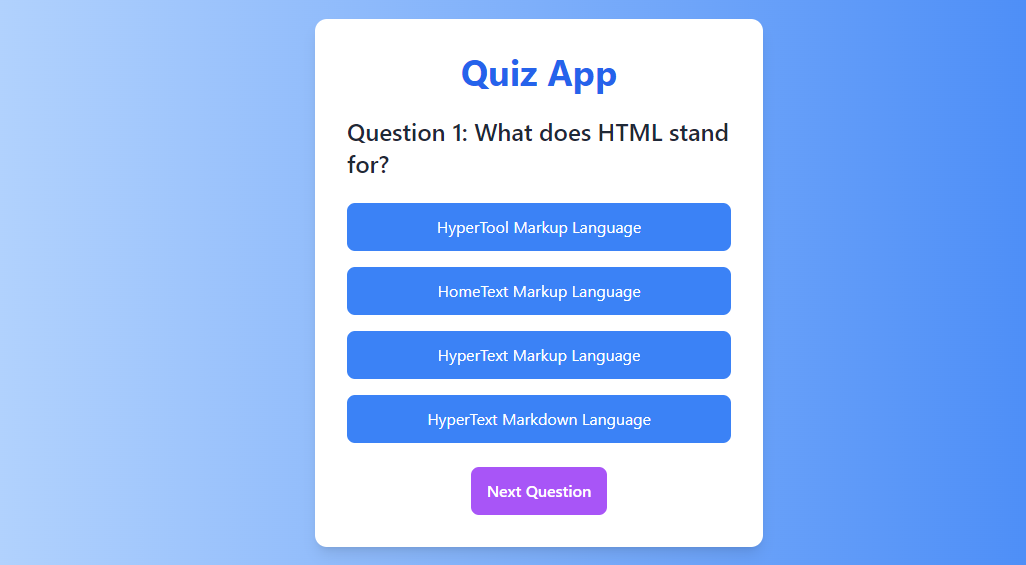 Quiz App
Question 1: What does HTML stand
for?
HyperTool Markup Language
HomeText Markup Language
HyperText Markup Language
HyperText Markdown Language
Next Question